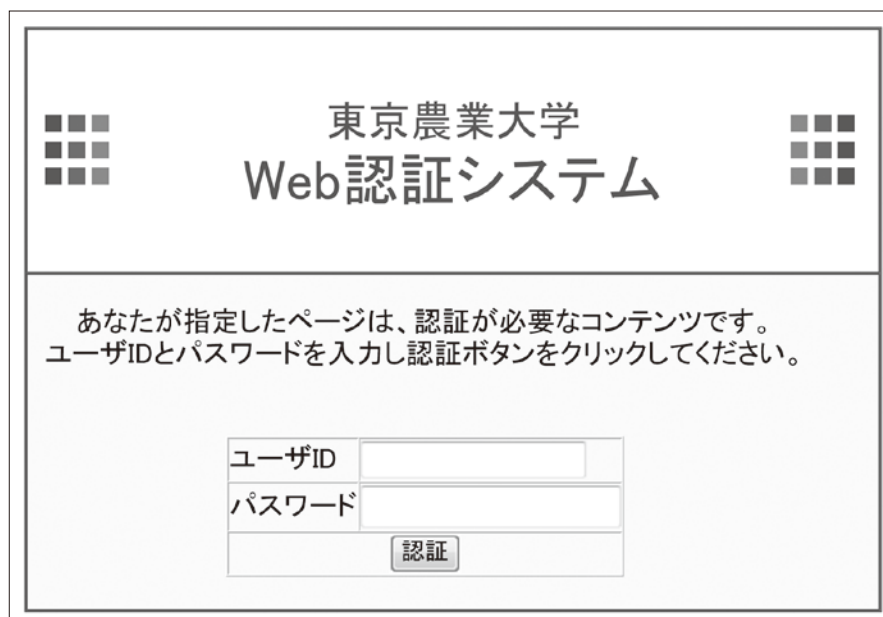 東京農業大学
Web認証システム
あなたが指定したページは、認証が必要なコンテンツです。
ユーザIDとパスワードを入力し認証ボタンをクリックしてください。
ユーザID
パスワード
認証